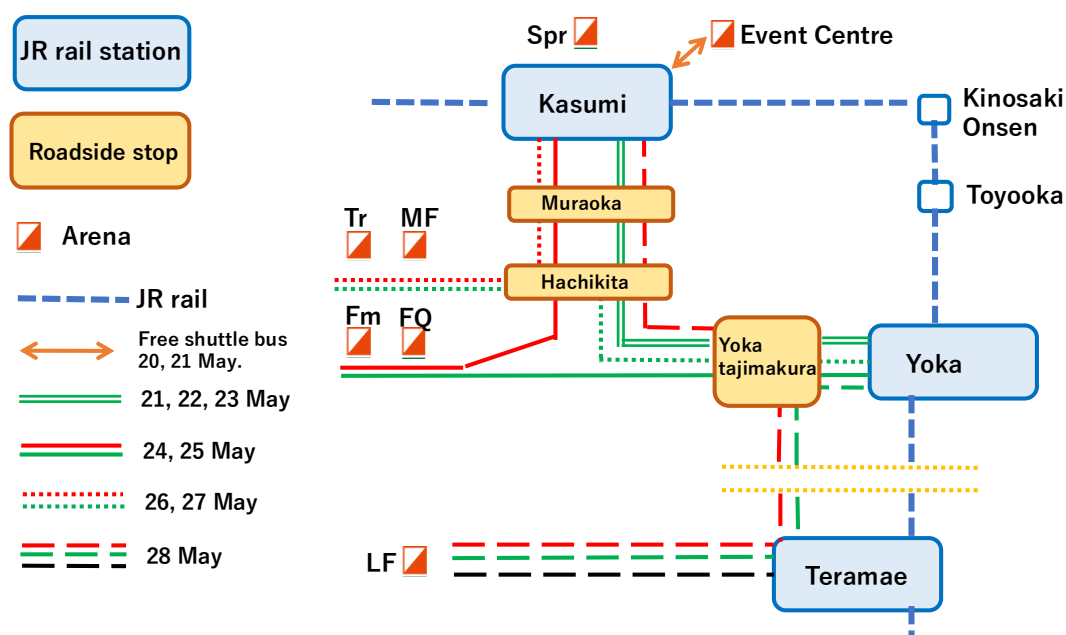 JR rail station
Roadside stop
Arena
JR rail
Free shuttle bus
20, 21 May.
21, 22, 23 May
24, 25 May
26, 27 May
28 May
Spr
Event Centre
Kasumi
Kinosaki
Onsen
Toyooka
Muraoka
Tr
MF
Hachikita
Fm
FQ
Yoka
tajimakura
Yoka
LF
Teramae